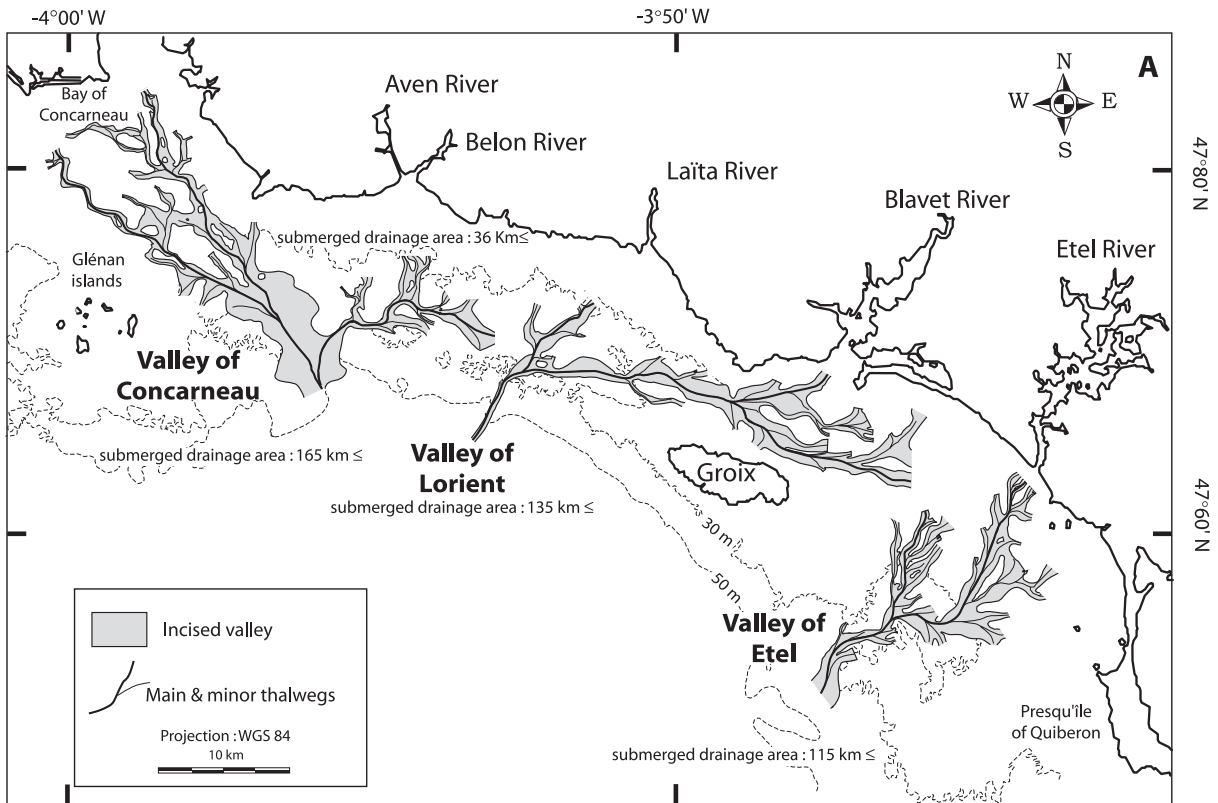 -4°00' W
-3°50' W
A
N
W E
S
Bay of
Concarneau
Aven River
Belon River
Laïta River
Blavet River
Etel River
47°80' N
submerged drainage area : 36 Km≤
Glénan
islands
Valley of
Concarneau
submerged drainage area : 165 km ≤
Valley of
Lorient
submerged drainage area : 135 km ≤
Groix
30 m
50 m
47°60' N
Valley of
Etel
Presqu'île
of Quiberon
submerged drainage area : 115 km ≤
Incised valley
Main & minor thalwegs
Projection : WGS 84
10 km